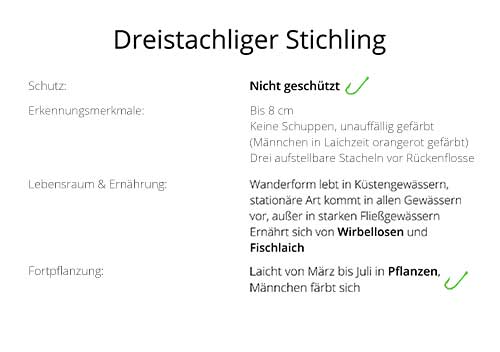 Dreistachliger Stichling
Schutz:
Nicht geschützt
Erkennungsmerkmale:
Bis 8 cm
Keine Schuppen, unauffällig gefärbt
(Männchen in Laichzeit orangerot gefärbt)
Drei aufstellbare Stacheln vor Rückenflosse
Lebensraum & Ernährung:
Wanderform lebt in Küstengewässern,
stationäre Art kommt in allen Gewässern
vor, außer in starken Fließgewässern
Ernährt sich von Wirbellosen und
Fischlaich
Fortpflanzung:
Laicht von März bis Juli in Pflanzen,
Männchen färbt sich